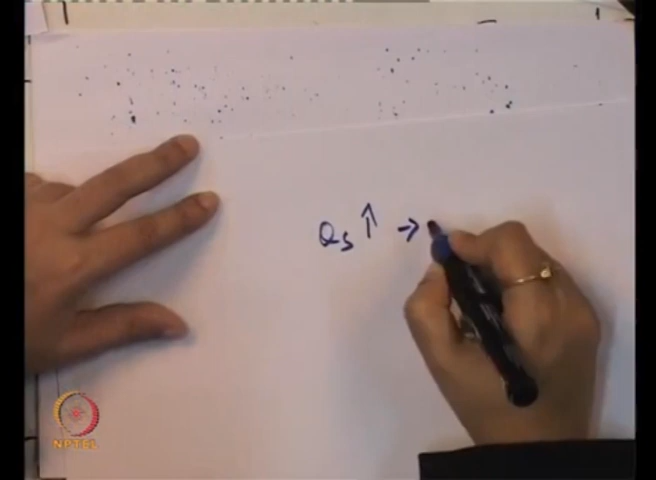 Qs ↑ →
NPTEL